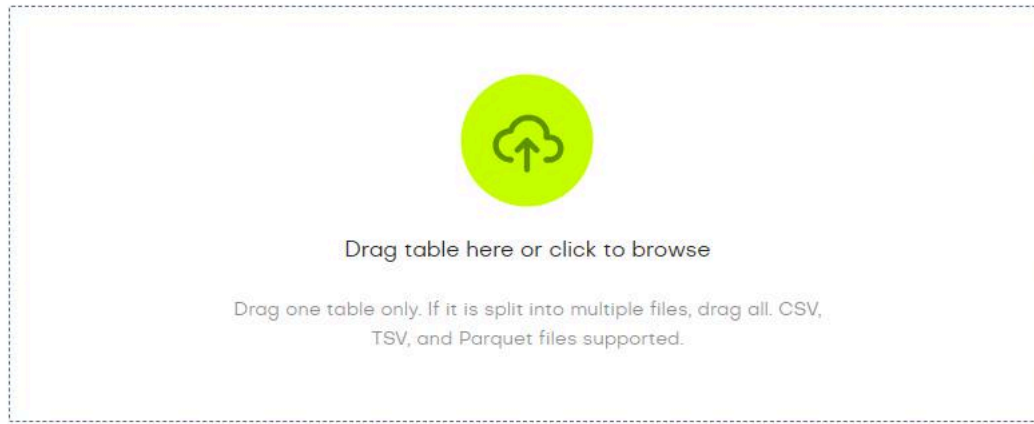 Drag table here or click to browse
Drag one table only. If it is split into multiple files, drag all. CSV,
TSV, and Parquet files supported.